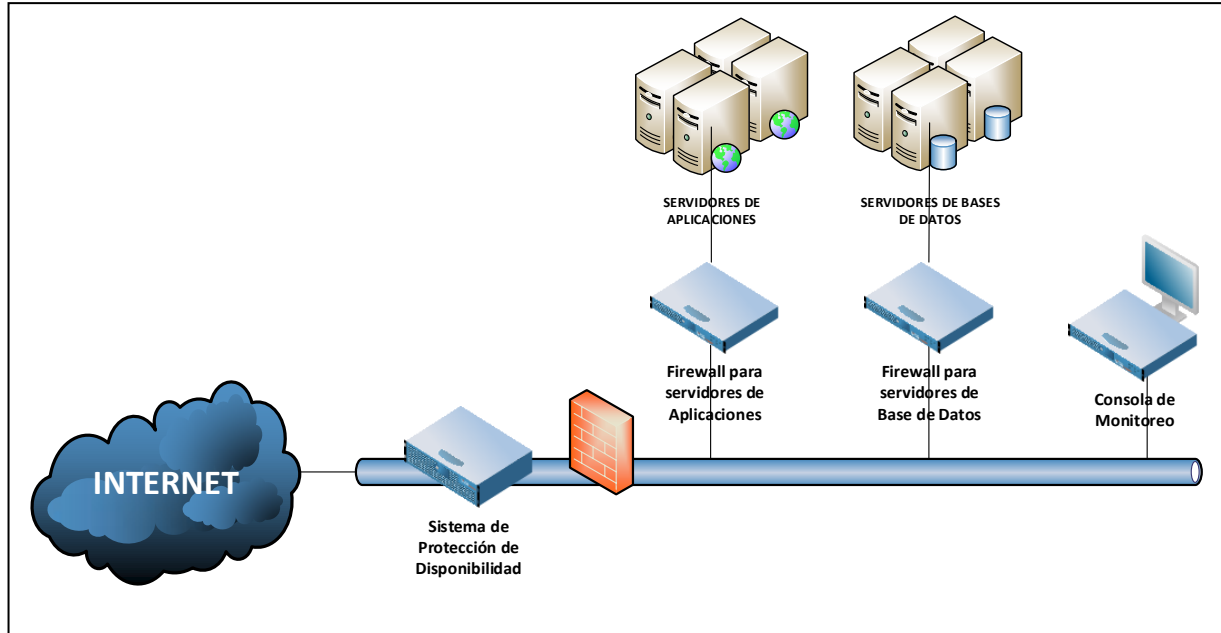 SERVIDORES DE
APLICACIONES
SERVIDORES DE BASES
DE DATOS
Firewall para
servidores de
Aplicaciones
Firewall para
servidores de
Base de Datos
Consola de
Monitoreo
INTERNET
Sistema de
Protección de
Disponibilidad